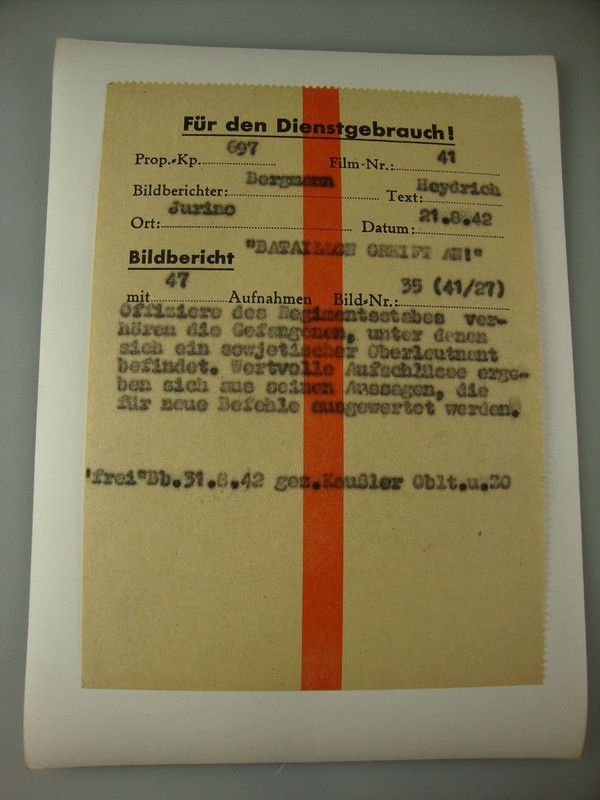 Für den Dienstgebrauch!
Prop.-Kp. 697 Film-Nr.: 41
Bildberichter: Bergmann Text: Heydrich
Ort: Jurino Datum: 21.8.42
Bildbericht "BATAILLON GREIFT AN!"
mit 47 Aufnahmen Bild-Nr.: 35 (41/27)
Offiziere des Regimentsstabes ver-
hören die Gefangenen, unter denen
sich ein sowjetischer Oberleutnant
befindet. Wertvolle Aufschlüsse erge-
ben sich aus seinen Aussagen, die
für neue Befehle ausgewertet werden.
"frei"Bb.31.8.42 gez. Oblt.u.ZO